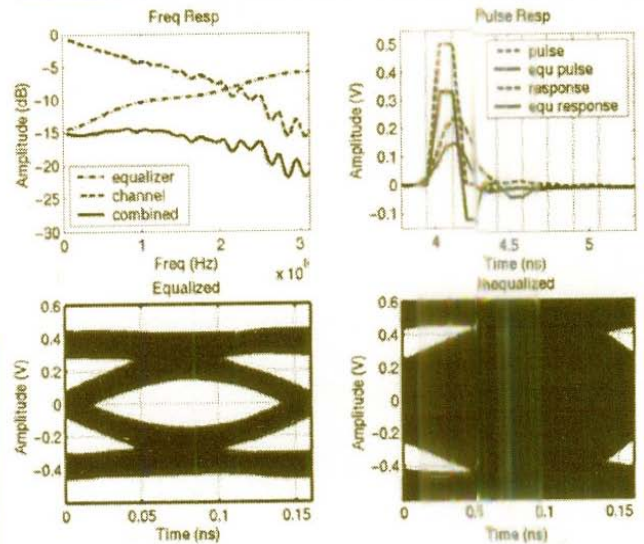 Freq Resp
0
-5
-10
-15
-20
-25
-30
Amplitude (dB)
equalizer
channel
combined
0
1
2
3
Freq (Hz)
Pulse Resp
0.5
0.4
0.3
0.2
0.1
0
-0.1
Amplitude (V)
pulse
equ pulse
response
equ response
4
4.5
5
Time (ns)
Equalized
0.6
0.4
0.2
0
-0.2
-0.4
Amplitude (V)
0
0.05
0.1
0.15
Time (ns)
Inequalized
0.6
0.4
0.2
0
-0.2
-0.4
Amplitude (V)
0
0.05
0.1
0.15
Time (ns)